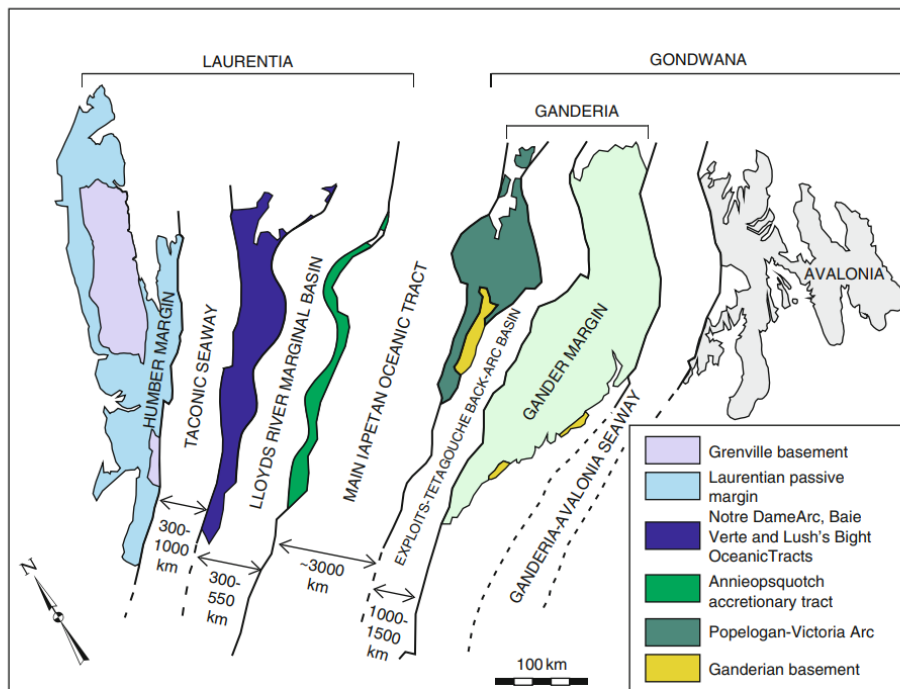 LAURENTIA
GONDWANA
GANDERIA
AVALONIA
HUMBER MARGIN
TACONIC SEAWAY
LLOYDS RIVER MARGINAL BASIN
MAIN IAPETAN OCEANIC TRACT
EXPLOITS-TETAGOUCHE BACK-ARC BASIN
GANDER MARGIN
GANDERIA-AVALONIA SEAWAY
300-
1000
km
300-
550
km
~3000
km
1000-
1500
km
N
100 km
Grenville basement
Laurentian passive
margin
Notre DameArc, Baie
Verte and Lush's Bight
OceanicTracts
Annieopsquotch
accretionary tract
Popelogan-Victoria Arc
Ganderian basement